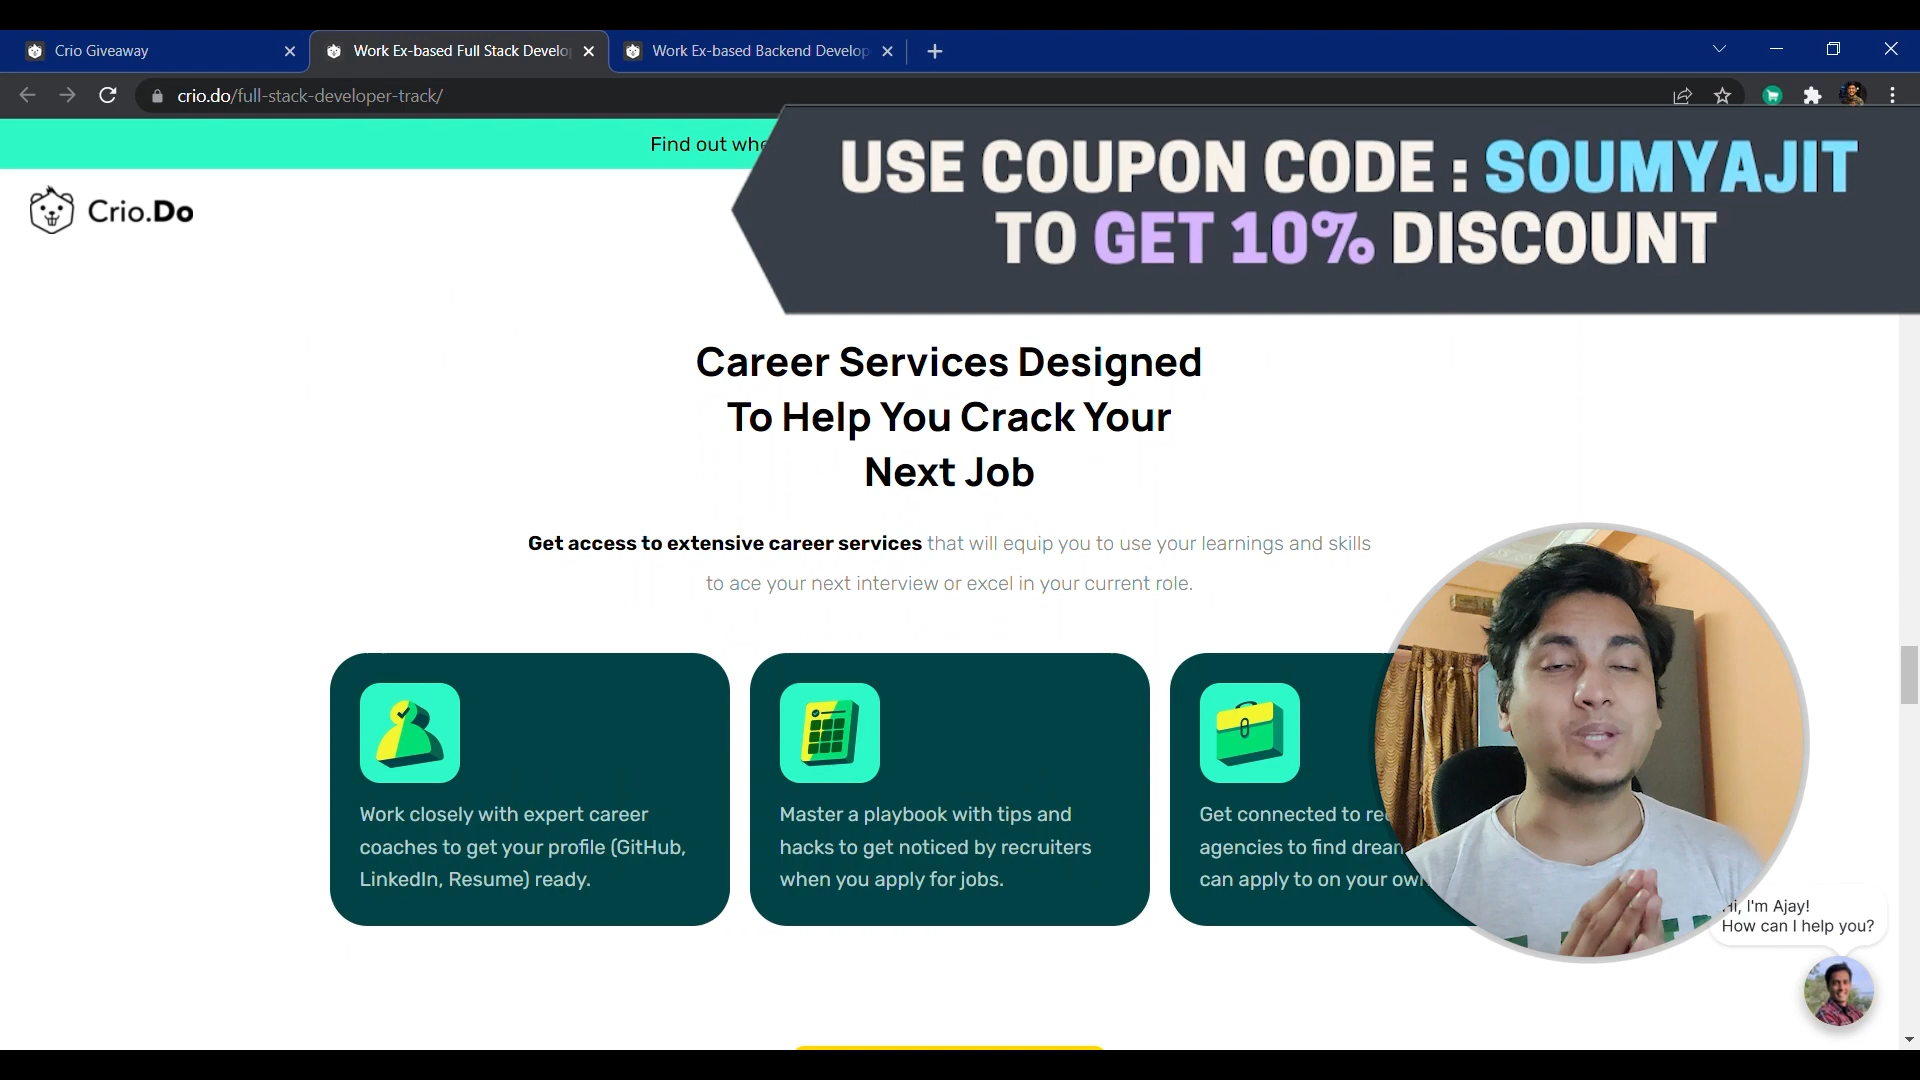 Crio Giveaway
Work Ex-based Full Stack Develo
Work Ex-based Backend Develop
crio.do/full-stack-developer-track/
Find out whe
USE COUPON CODE : SOUMYAJIT
TO GET 10% DISCOUNT
Crio.Do
Career Services Designed
To Help You Crack Your
Next Job
Get access to extensive career services that will equip you to use your learnings and skills
to ace your next interview or excel in your current role.
Work closely with expert career
coaches to get your profile (GitHub,
LinkedIn, Resume) ready.
Master a playbook with tips and
hacks to get noticed by recruiters
when you apply for jobs.
Get connected to
agencies to find
can apply to on your own
Hi, I'm Ajay!
How can I help you?